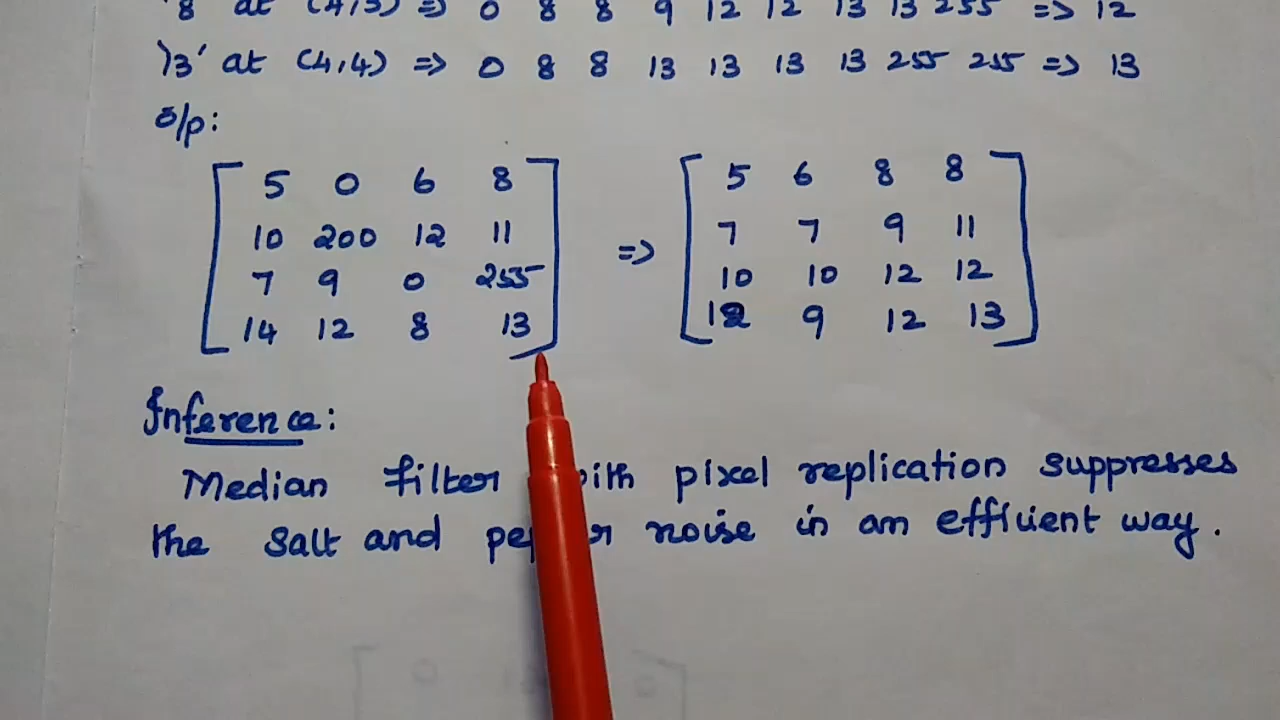 '8' at (4,3) => 0 8 8 9 12 12 13 13 255 => 12
13' at (4,4) => 0 8 8 13 13 13 13 255 255 => 13
o/p:
5 0 6 8 5 6 8 8
10 200 12 11 => 7 7 9 11
7 9 0 255 10 10 12 12
14 12 8 13 12 9 12 13
Inference:
Median filter with pixel replication suppresses
the salt and pepper noise in an efficient way.